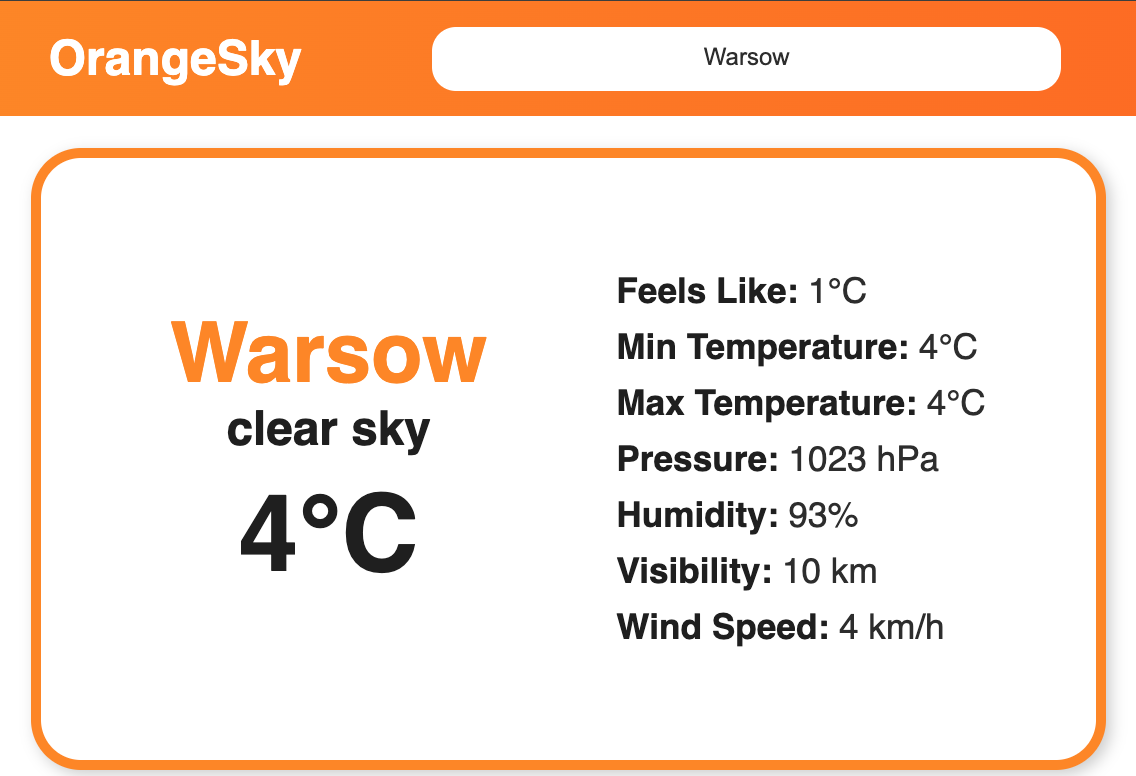 OrangeSky
Warsow
Warsow
clear sky
4°C
Feels Like: 1°C
Min Temperature: 4°C
Max Temperature: 4°C
Pressure: 1023 hPa
Humidity: 93%
Visibility: 10 km
Wind Speed: 4 km/h